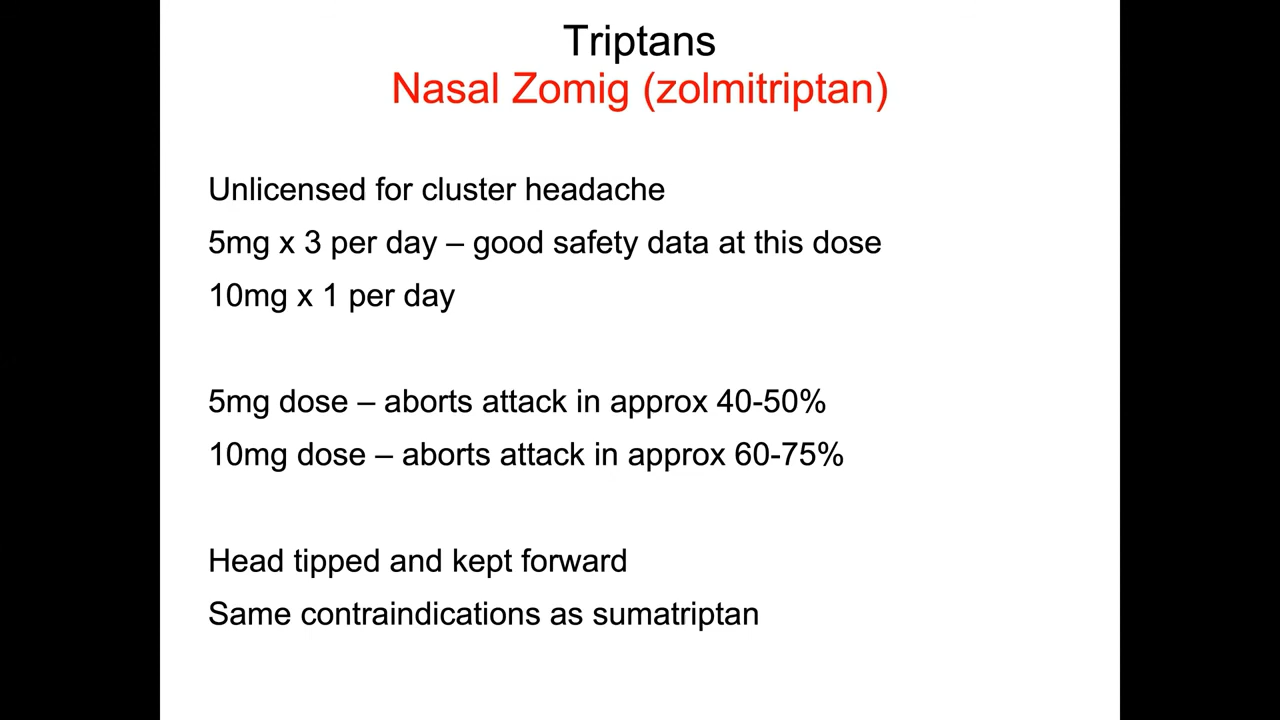 Triptans
Nasal Zomig (zolmitriptan)
Unlicensed for cluster headache
5mg x 3 per day – good safety data at this dose
10mg x 1 per day
5mg dose – aborts attack in approx 40-50%
10mg dose – aborts attack in approx 60-75%
Head tipped and kept forward
Same contraindications as sumatriptan